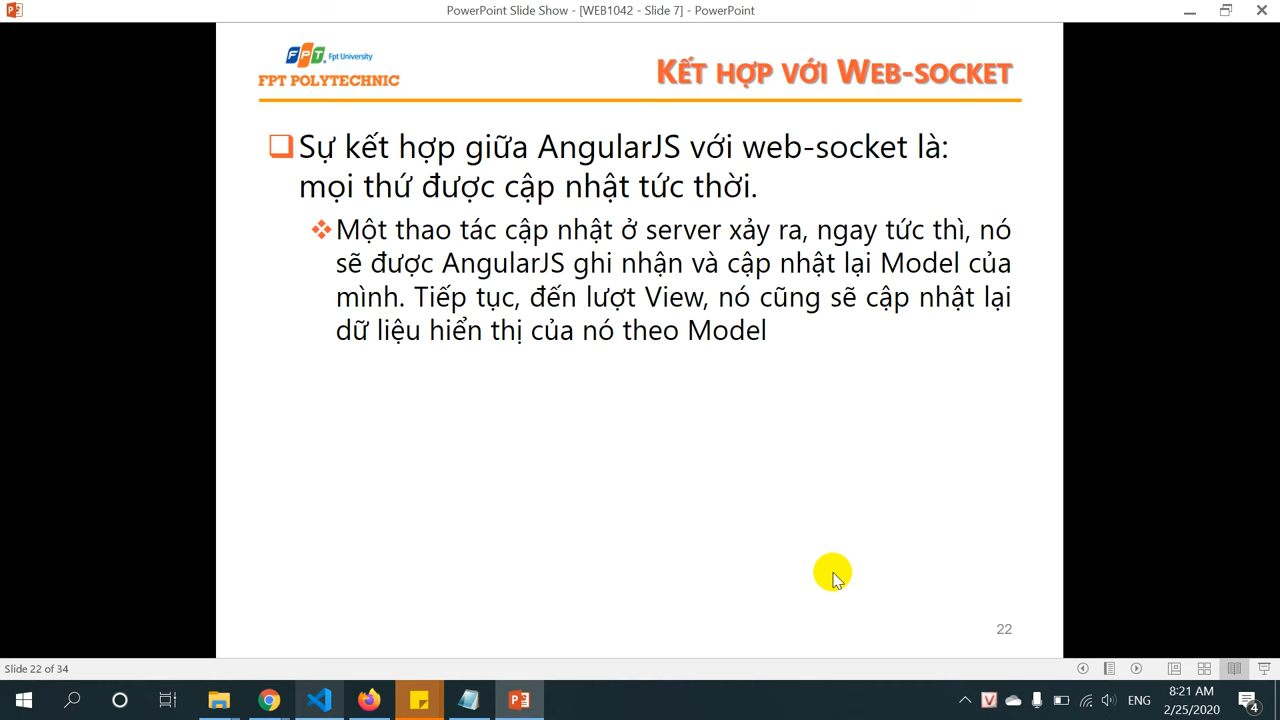 PowerPoint Slide Show - [WEB1042 - Slide 7] - PowerPoint
FPT. Fpt University
FPT POLYTECHNIC
KẾT HỢP VỚI WEB-SOCKET
Sự kết hợp giữa AngularJS với web-socket là:
mọi thứ được cập nhật tức thời.
Một thao tác cập nhật ở server xảy ra, ngay tức thì, nó
sẽ được AngularJS ghi nhận và cập nhật lại Model của
mình. Tiếp tục, đến lượt View, nó cũng sẽ cập nhật lại
dữ liệu hiển thị của nó theo Model
22
Slide 22 of 34
ENG
8:21 AM
2/25/2020
4